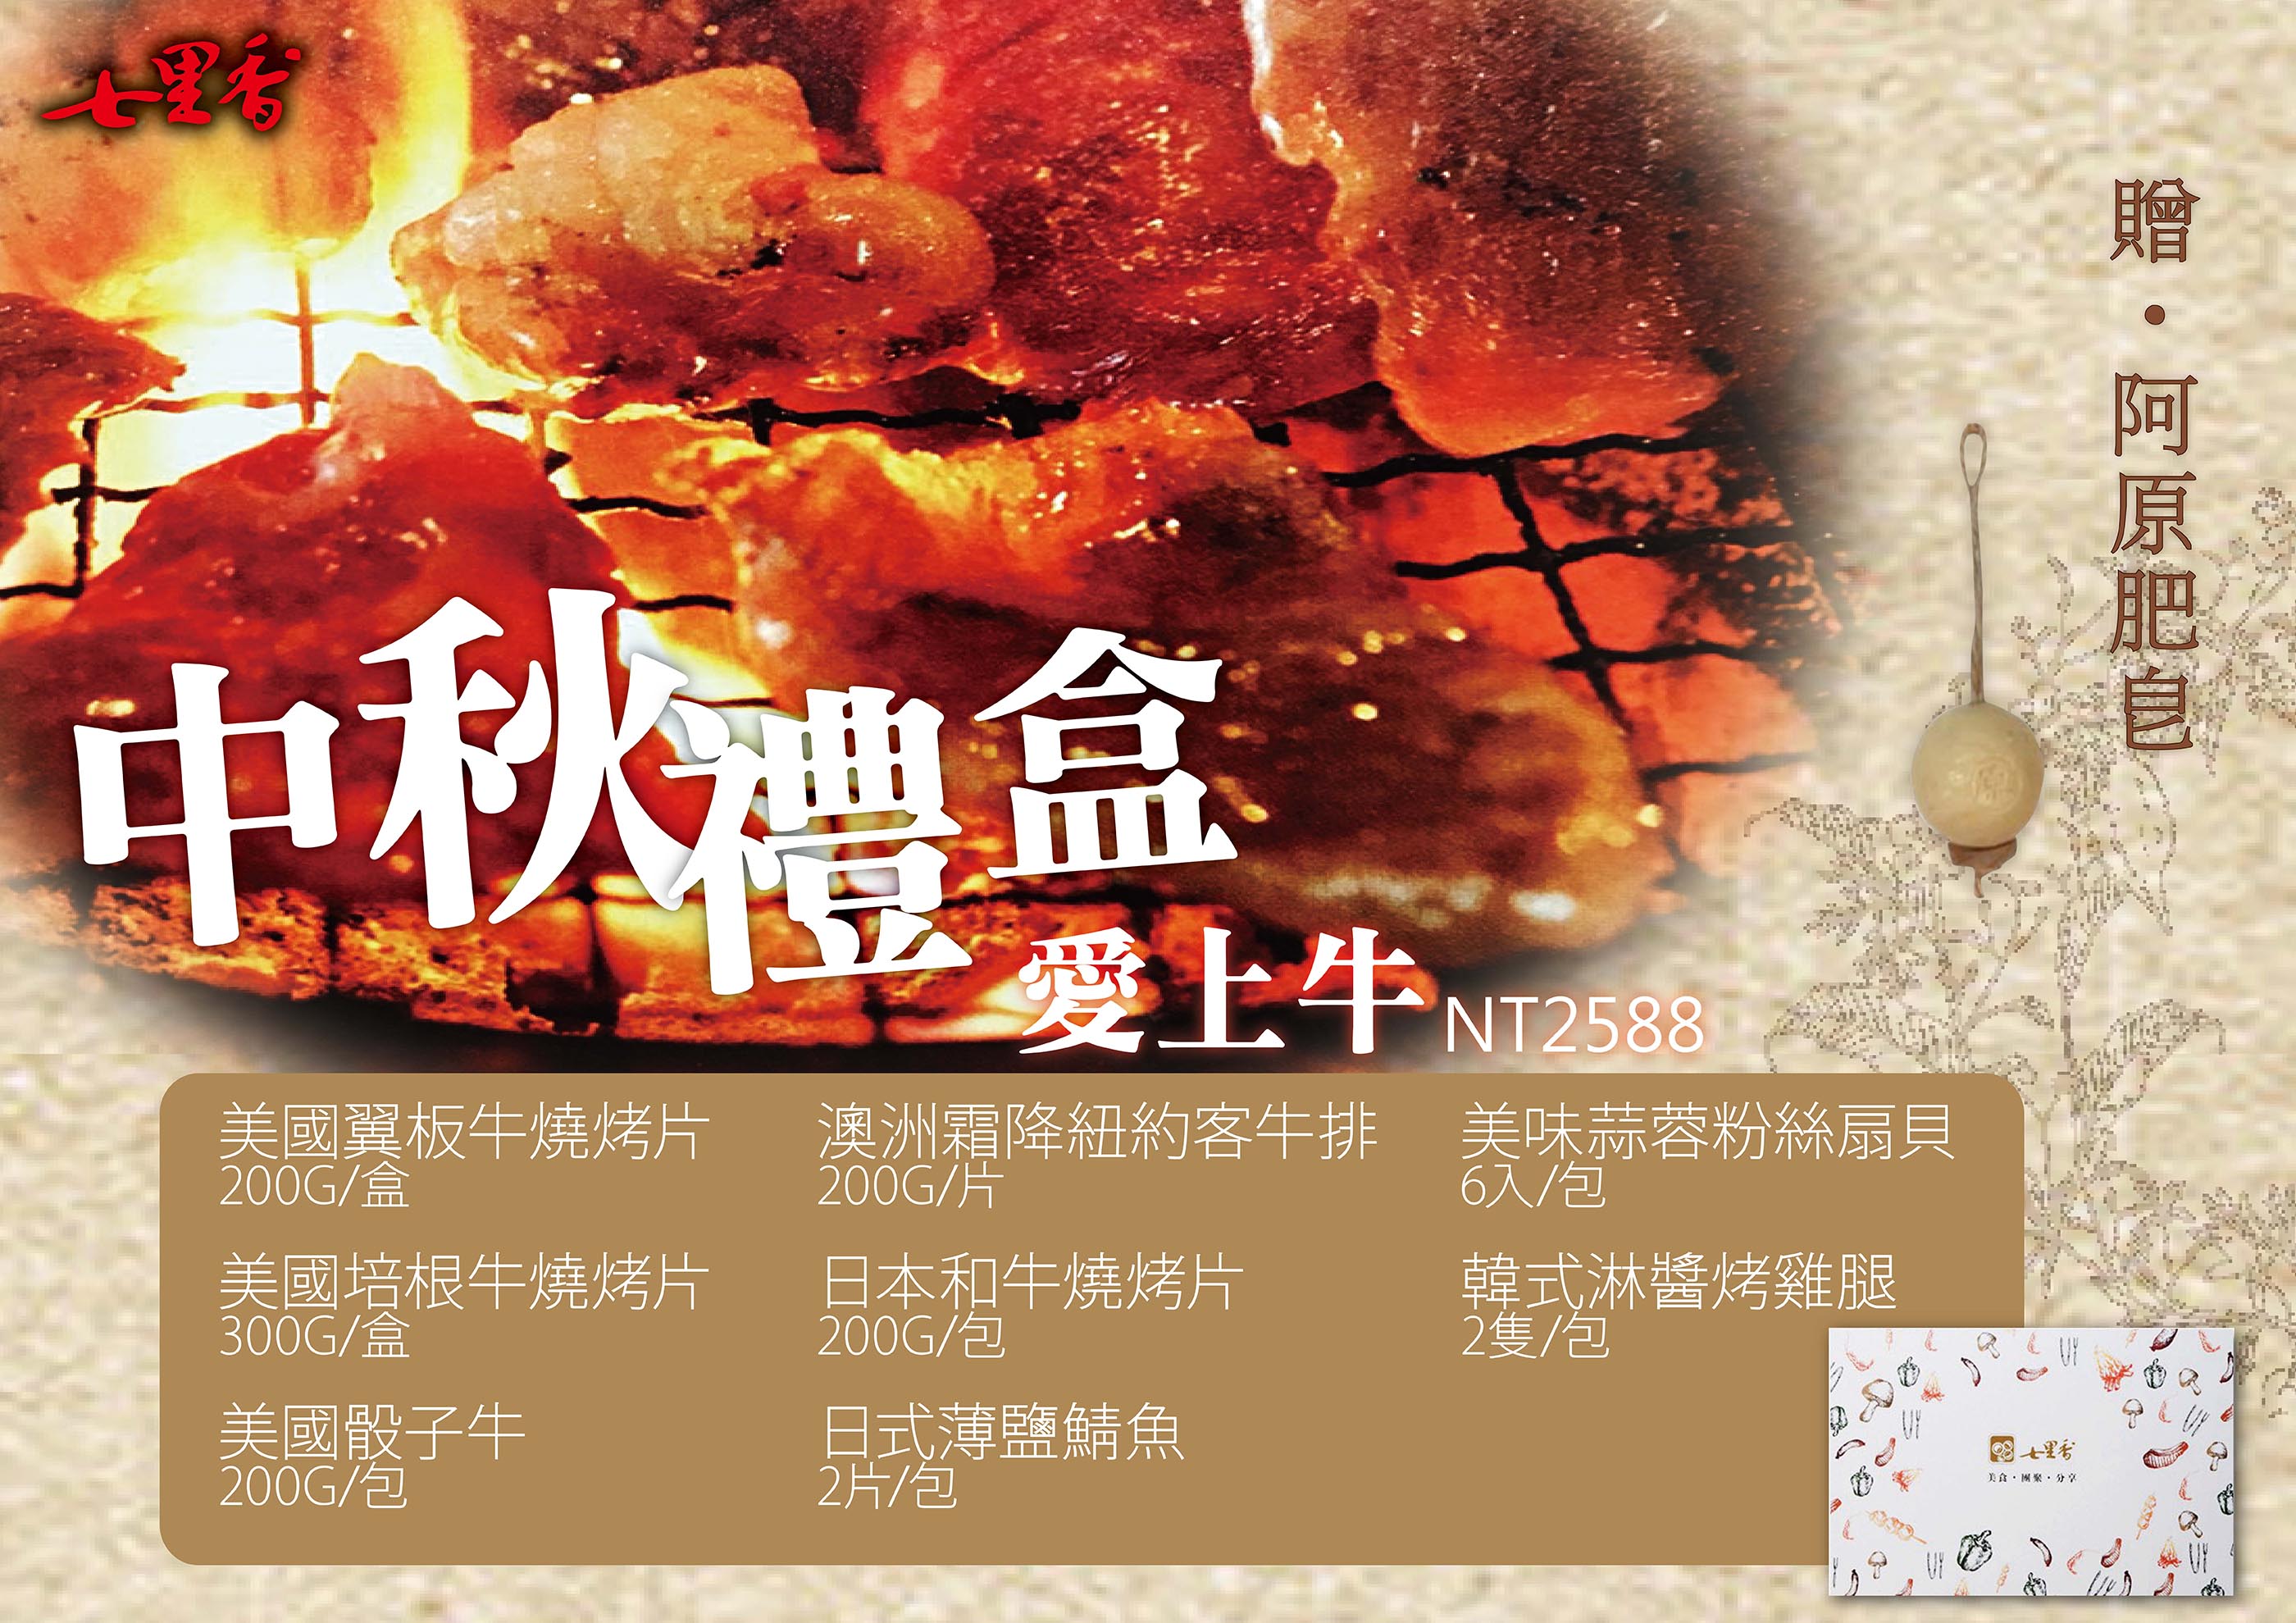 七里香
贈・阿原肥皂
中秋禮盒
愛上牛 NT2588
美國翼板牛燒烤片
200G/盒
美國培根牛燒烤片
300G/盒
美國骰子牛
200G/包
澳洲霜降紐約客牛排
200G/片
日本和牛燒烤片
200G/包
日式薄鹽鯖魚
2片/包
美味蒜蓉粉絲扇貝
6入/包
韓式淋醬烤雞腿
2隻/包
七里香
美食・團聚・分享